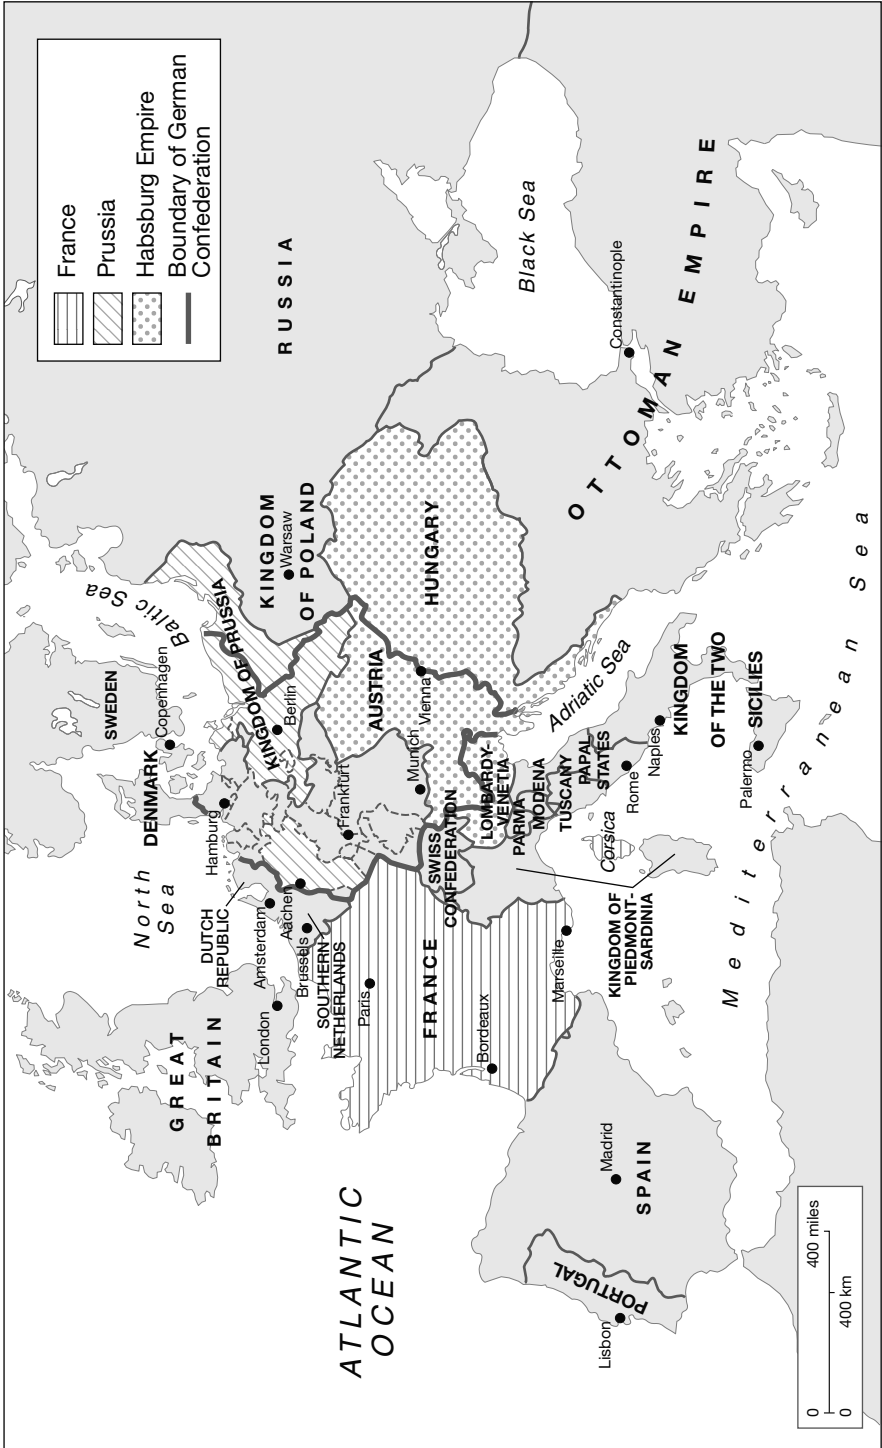 France
Prussia
Habsburg Empire
Boundary of German
Confederation
RUSSIA
SWEDEN
Baltic Sea
Copenhagen
DENMARK
North
Sea
GREAT
BRITAIN
London
DUTCH
REPUBLIC
Amsterdam
Hamburg
KINGDOM OF PRUSSIA
KINGDOM
Berlin
KINGDOM
Warsaw
OF POLAND
Aachen
Brussels
SOUTHERN
NETHERLANDS
Frankfurt
Paris
ATLANTIC
OCEAN
AUSTRIA
Munich
Vienna
HUNGARY
FRANCE
SWISS
CONFEDERATION
LOMBARDY-
VENETIA
PARMA
MODENA
TUSCANY
PAPAL
STATES
Bordeaux
Marseille
Corsica
Adriatic Sea
Black Sea
Constantinople
OTTOMAN EMPIRE
Rome
Naples
KINGDOM
OF THE TWO
SICILIES
Palermo
KINGDOM OF
PIEDMONT-
SARDINIA
Madrid
SPAIN
PORTUGAL
Lisbon
Mediterranean Sea
0 400 miles
0 400 km